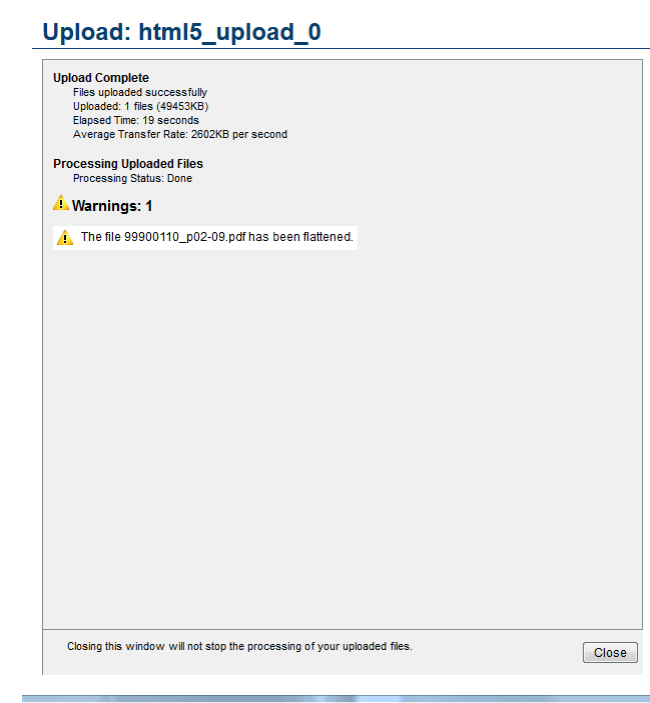 Upload: html5_upload_0
Upload Complete
Files uploaded successfully
Uploaded: 1 files (49453KB)
Elapsed Time: 19 seconds
Average Transfer Rate: 2602KB per second
Processing Uploaded Files
Processing Status: Done
Warnings: 1
The file 99900110_p02-09.pdf has been flattened.
Closing this window will not stop the processing of your uploaded files.
Close